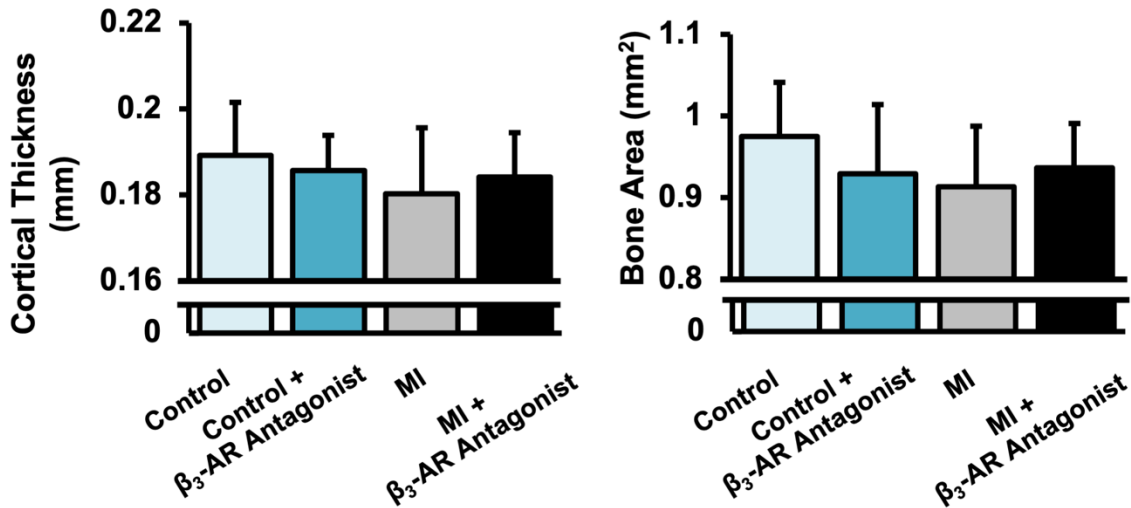 Cortical Thickness
(mm)
0.22
0.2
0.18
0.16
0
Control
Control +
β₃-AR Antagonist
MI
MI +
β₃-AR Antagonist
Bone Area (mm²)
1.1
1
0.9
0.8
0
Control
Control +
β₃-AR Antagonist
MI
MI +
β₃-AR Antagonist